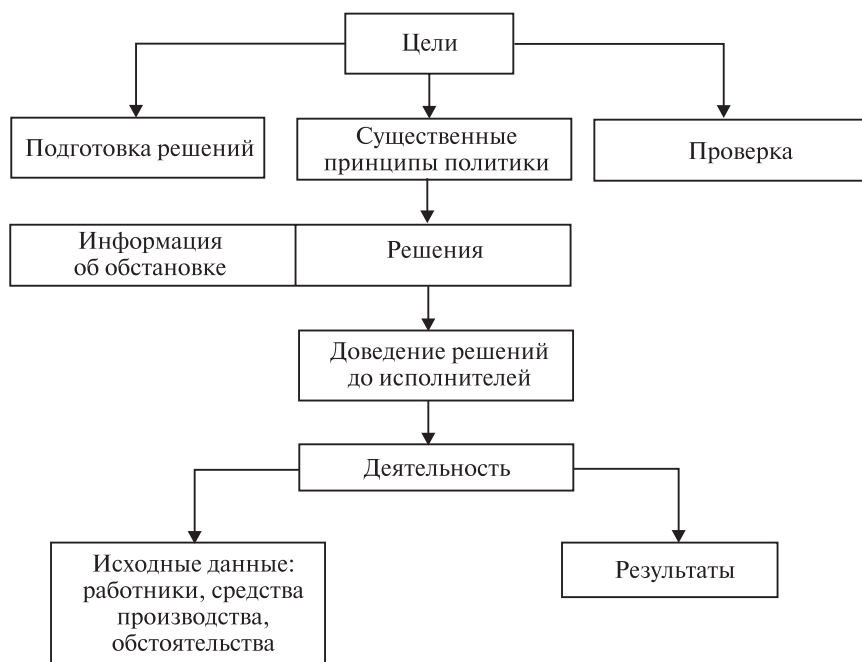 Цели
Подготовка решений
Существенные
принципы политики
Проверка
Информация
об обстановке
Решения
Доведение решений
до исполнителей
Деятельность
Исходные данные:
работники, средства
производства,
обстоятельства
Результаты